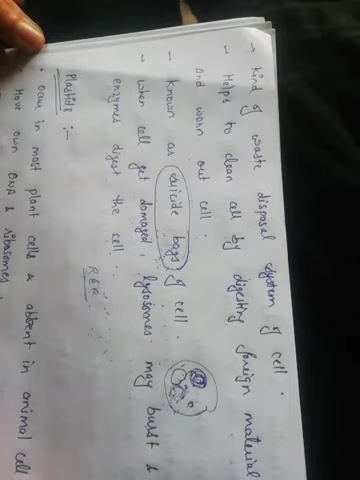 → Kind of waste disposal system of cell.
→ Helps to clean cell by digesting foreign material
and worn out cell.
→ Known as suicide bags of cell.
→ When cell get damaged, lysosomes may burst &
enzymes digest the cell.
RER
Plastids :-
• Occur in most plant cells & absent in animal cell
Have own DNA & ribosomes.